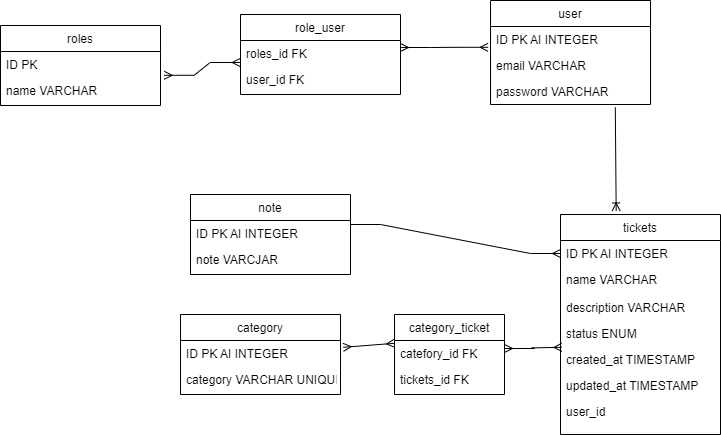 roles
ID PK
name VARCHAR
role_user
roles_id FK
user_id FK
user
ID PK AI INTEGER
email VARCHAR
password VARCHAR
note
ID PK AI INTEGER
note VARCJAR
category
ID PK AI INTEGER
category VARCHAR UNIQUI
category_ticket
catefory_id FK
tickets_id FK
tickets
ID PK AI INTEGER
name VARCHAR
description VARCHAR
status ENUM
created_at TIMESTAMP
updated_at TIMESTAMP
user_id